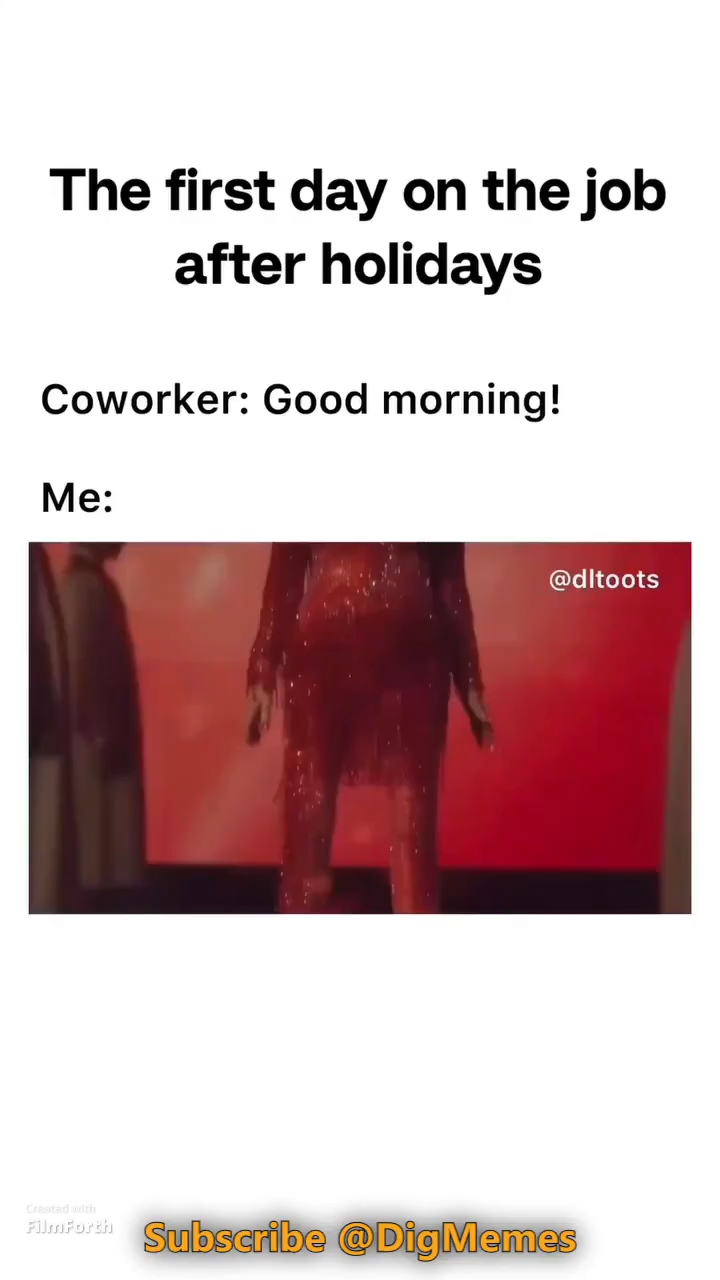 The first day on the job
after holidays
Coworker: Good morning!
Me:
@dltoots
Created with
FilmForth
Subscribe @DigMemes